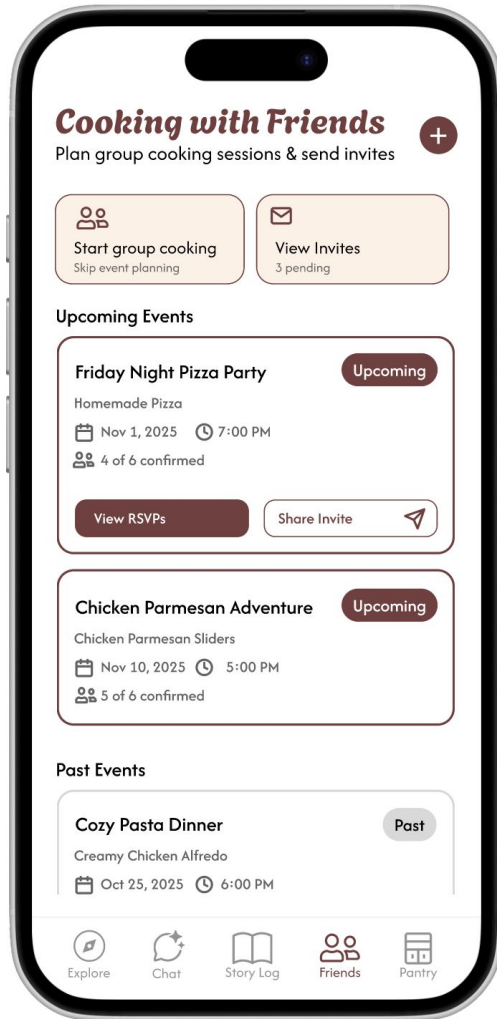 Cooking with Friends
Plan group cooking sessions & send invites
+
Start group cooking
Skip event planning
View Invites
3 pending
Upcoming Events
Friday Night Pizza Party
Upcoming
Homemade Pizza
Nov 1, 2025 7:00 PM
4 of 6 confirmed
View RSVPs
Share Invite
Chicken Parmesan Adventure
Upcoming
Chicken Parmesan Sliders
Nov 10, 2025 5:00 PM
5 of 6 confirmed
Past Events
Cozy Pasta Dinner
Past
Creamy Chicken Alfredo
Oct 25, 2025 6:00 PM
Explore
Chat
Story Log
Friends
Pantry